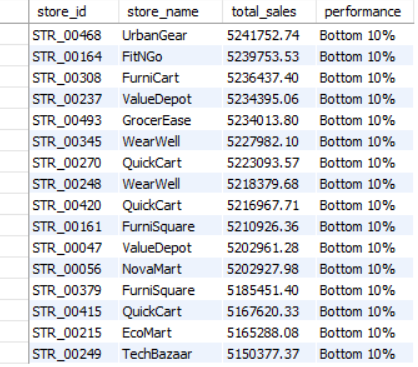 store_id store_name total_sales performance
STR_00468 UrbanGear 5241752.74 Bottom 10%
STR_00164 FitNGo 5239753.53 Bottom 10%
STR_00308 FurniCart 5236437.40 Bottom 10%
STR_00237 ValueDepot 5234395.06 Bottom 10%
STR_00493 GrocerEase 5234013.80 Bottom 10%
STR_00345 WearWell 5227982.10 Bottom 10%
STR_00270 QuickCart 5223093.57 Bottom 10%
STR_00248 WearWell 5218379.68 Bottom 10%
STR_00420 QuickCart 5216967.71 Bottom 10%
STR_00161 FurniSquare 5210926.36 Bottom 10%
STR_00047 ValueDepot 5202961.28 Bottom 10%
STR_00056 NovaMart 5202927.98 Bottom 10%
STR_00379 FurniSquare 5185451.40 Bottom 10%
STR_00415 QuickCart 5167620.33 Bottom 10%
STR_00215 EcoMart 5165288.08 Bottom 10%
STR_00249 TechBazaar 5150377.37 Bottom 10%